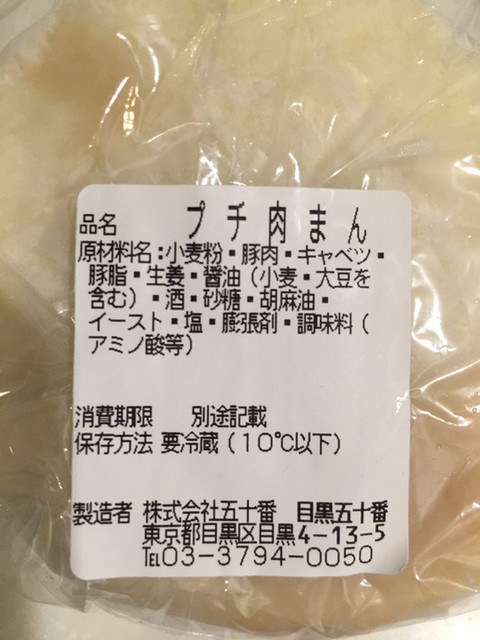 品名 プチ肉まん
原材料名:小麦粉・豚肉・キャベツ・
豚脂・生姜・醤油(小麦・大豆を
含む)・酒・砂糖・胡麻油・
イースト・塩・膨張剤・調味料(
アミノ酸等)
消費期限 別途記載
保存方法 要冷蔵(10℃以下)
製造者 株式会社五十番 目黒五十番
東京都目黒区目黒4-13-5
℡03-3794-0050